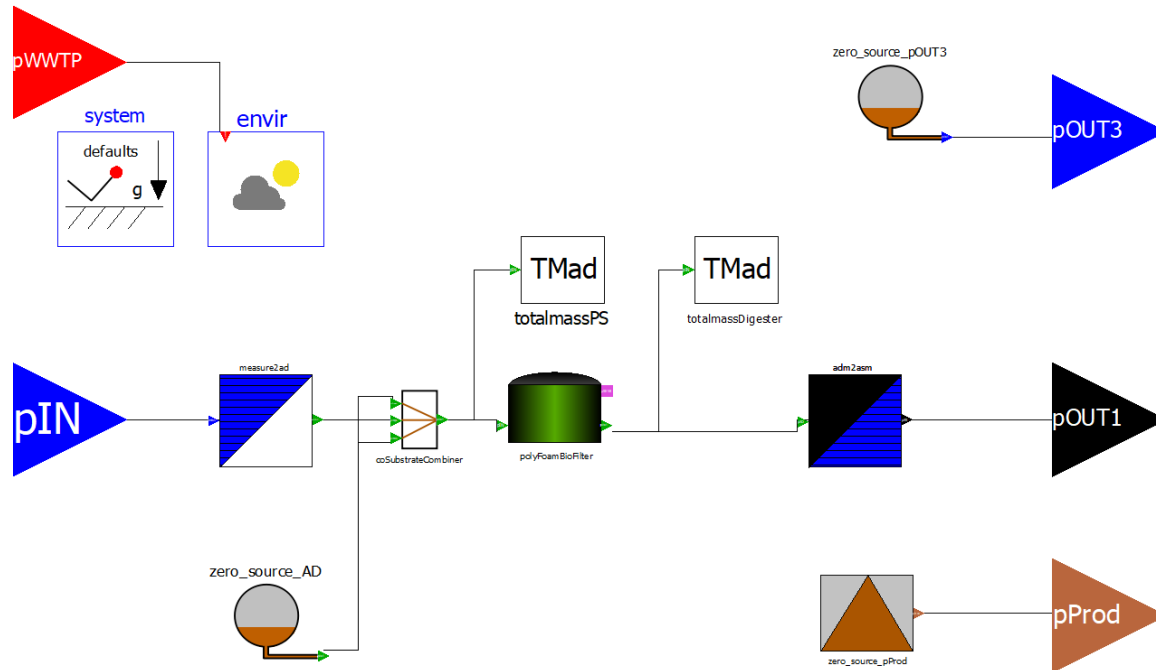 pWWTP
zero_source_pOUT3
system
envir
defaults
g
pOUT3
TMad
TMad
totalmassPS
totalmassDigester
measure2ad
adm2asm
pIN
pOUT1
coSubstrateCombiner
polyFoamBioFilter
zero_source_AD
pProd
zero_source_pProd